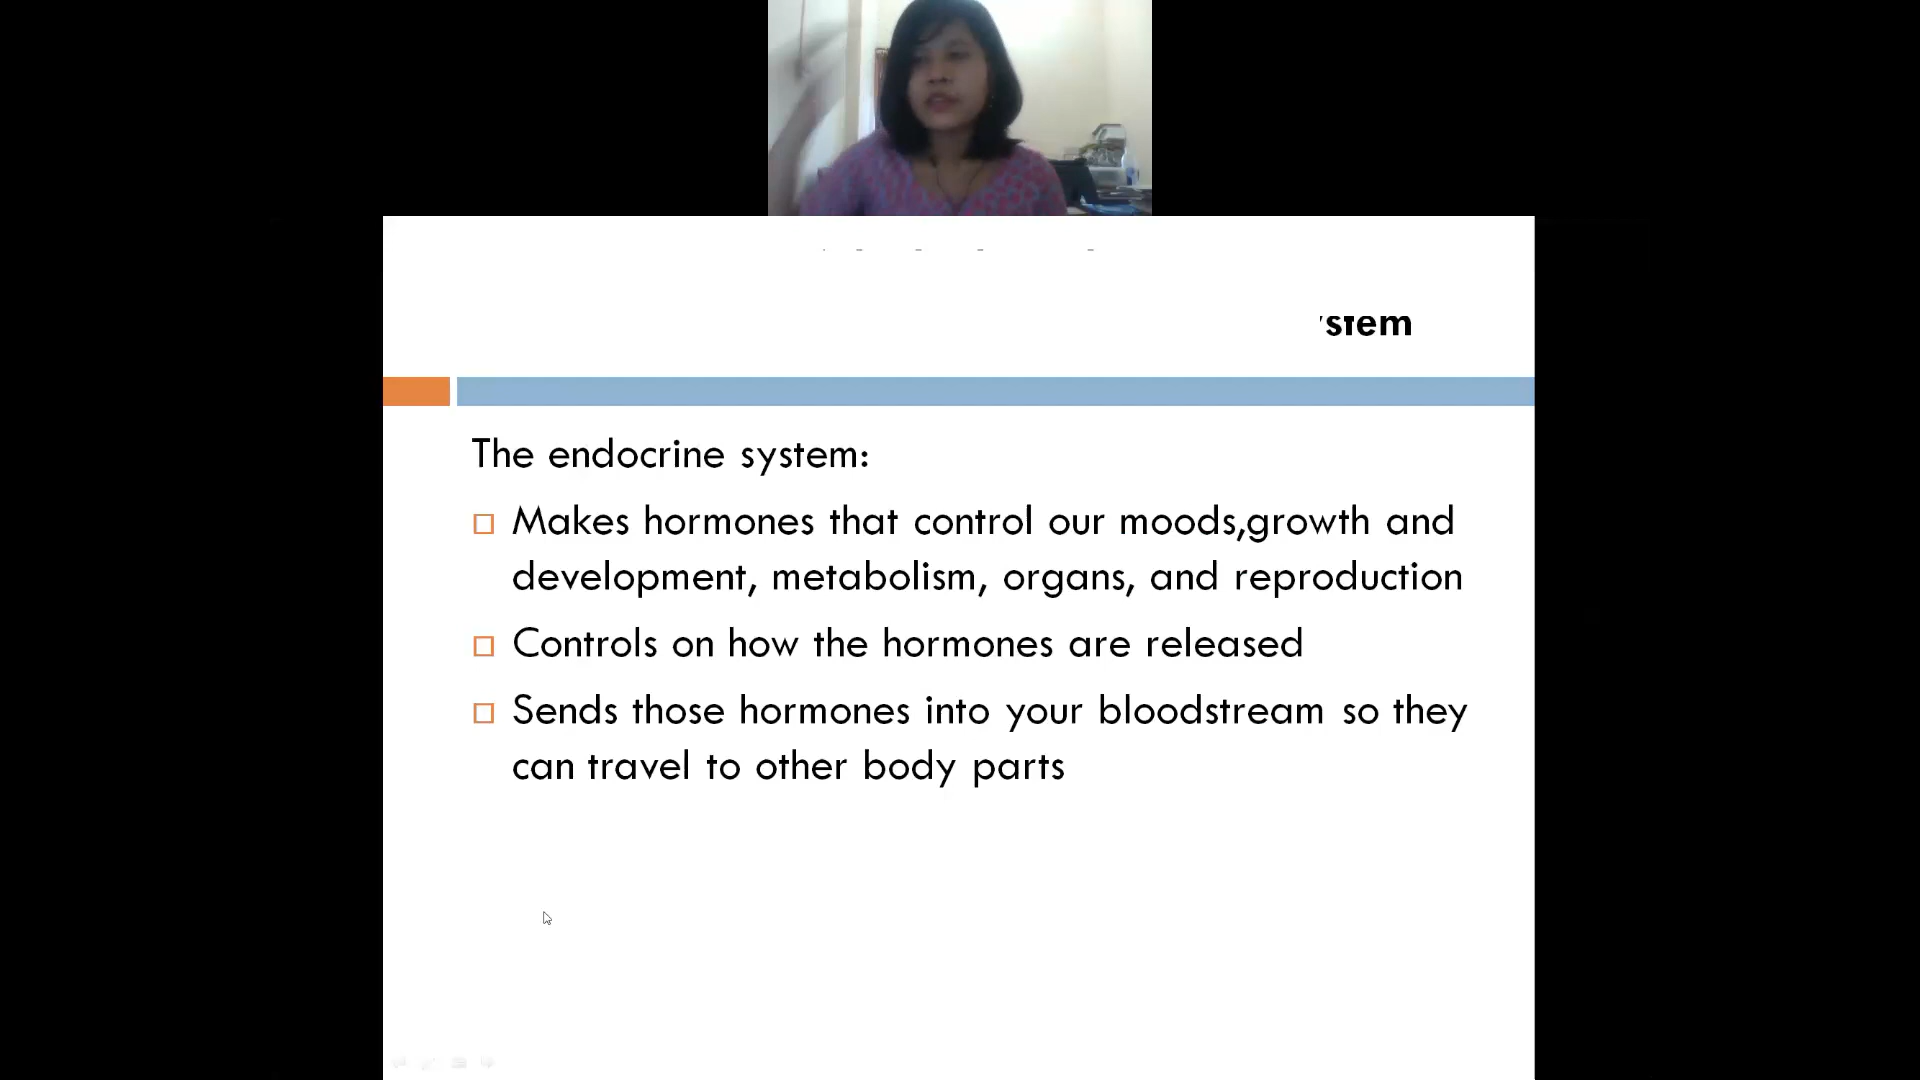 The endocrine system:
Makes hormones that control our moods,growth and
development, metabolism, organs, and reproduction
Controls on how the hormones are released
Sends those hormones into your bloodstream so they
can travel to other body parts